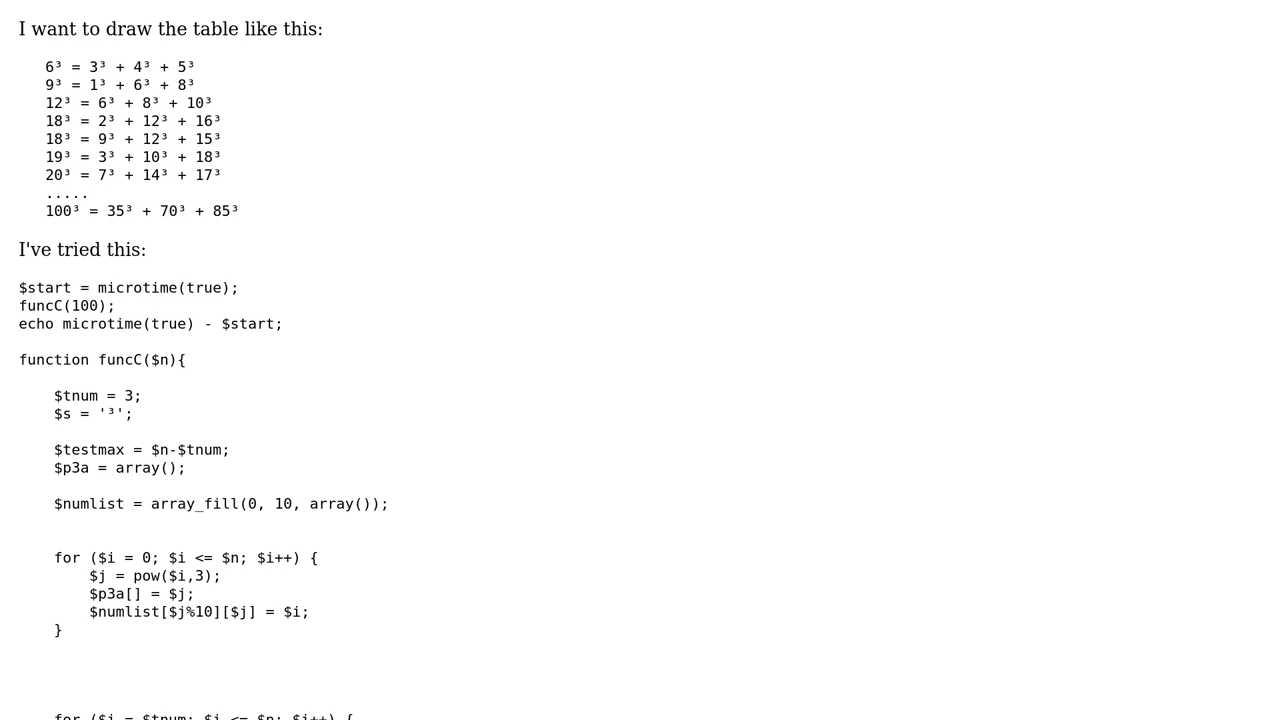 I want to draw the table like this:
6³ = 3³ + 4³ + 5³
9³ = 1³ + 6³ + 8³
12³ = 6³ + 8³ + 10³
18³ = 2³ + 12³ + 16³
18³ = 9³ + 12³ + 15³
19³ = 3³ + 10³ + 18³
20³ = 7³ + 14³ + 17³
.....
100³ = 35³ + 70³ + 85³
I've tried this:
$start = microtime(true);
funcC(100);
echo microtime(true) - $start;
function funcC($n){
$tnum = 3;
$s = '³';
$testmax = $n-$tnum;
$p3a = array();
$numlist = array_fill(0, 10, array());
for ($i = 0; $i <= $n; $i++) {
$j = pow($i,3);
$p3a[] = $j;
$numlist[$j%10][$j] = $i;
}
for ($i = $tnum; $i <= $n; $i++) {